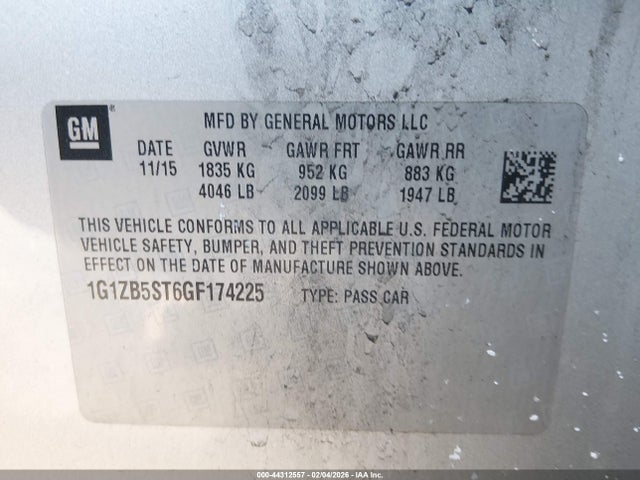 GM®
MFD BY GENERAL MOTORS LLC
DATE GVWR GAWR FRT GAWR RR
11/15 1835 KG 952 KG 883 KG
4046 LB 2099 LB 1947 LB
THIS VEHICLE CONFORMS TO ALL APPLICABLE U.S. FEDERAL MOTOR
VEHICLE SAFETY, BUMPER, AND THEFT PREVENTION STANDARDS IN
EFFECT ON THE DATE OF MANUFACTURE SHOWN ABOVE.
1G1ZB5ST6GF174225 TYPE: PASS CAR
000-44312557 - 02/04/2026 - IAA Inc.